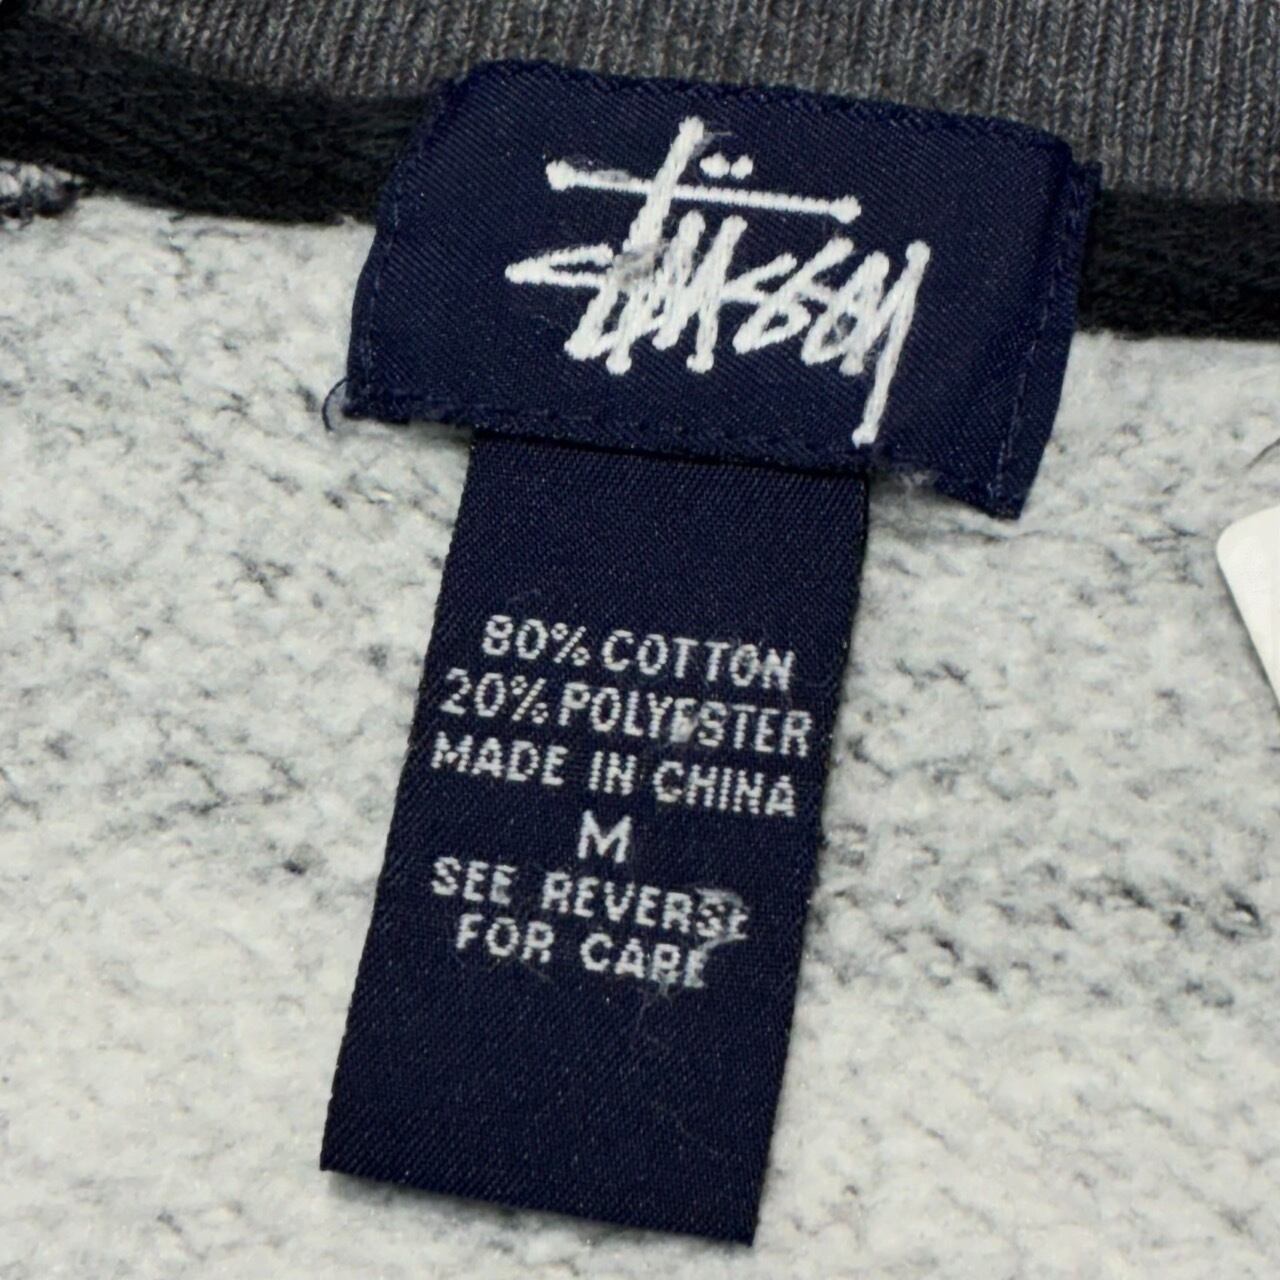 Stüssy
80% COTTON
20% POLYESTER
MADE IN CHINA
M
SEE REVERSE
FOR CARE